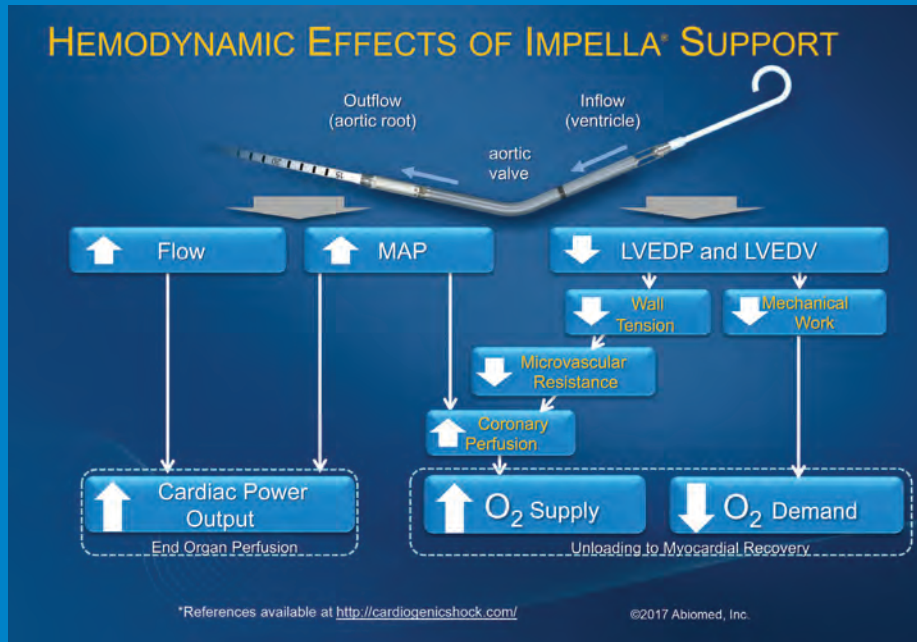 HEMODYNAMIC EFFECTS OF IMPELLA® SUPPORT
Outflow
(aortic root)
Inflow
(ventricle)
aortic
valve
Flow
MAP
LVEDP and LVEDV
Wall
Tension
Mechanical
Work
Microvascular
Resistance
Coronary
Perfusion
Cardiac Power
Output
O2 Supply
O2 Demand
End Organ Perfusion
Unloading to Myocardial Recovery
*References available at http://cardiogenicshock.com/
©2017 Abiomed, Inc.